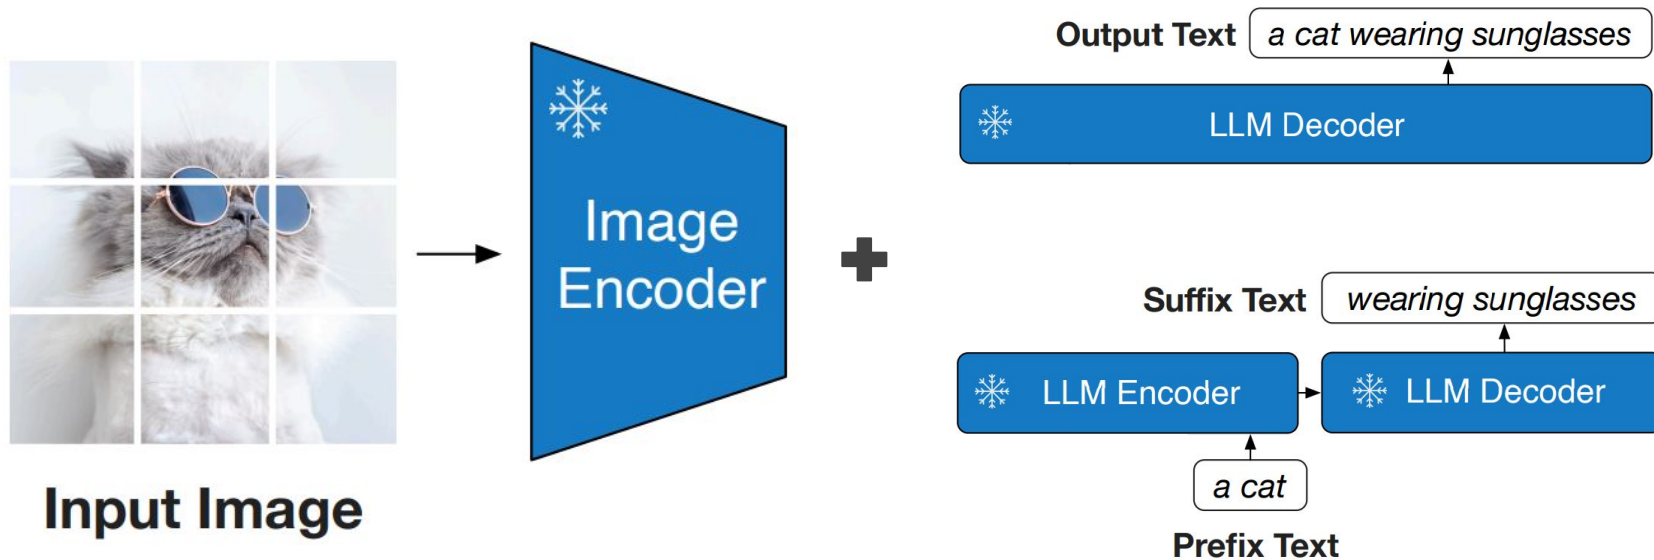 Input Image
Image
Encoder
Output Text
a cat wearing sunglasses
LLM Decoder
Suffix Text
wearing sunglasses
LLM Encoder
LLM Decoder
a cat
Prefix Text